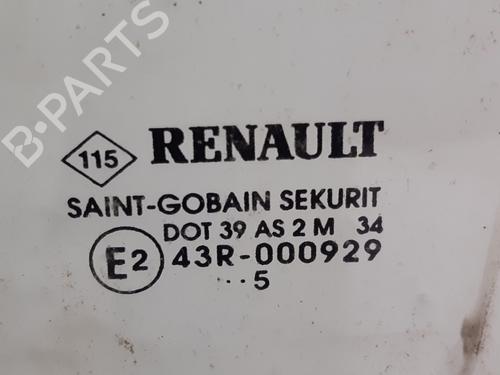 B-PARTS
115 RENAULT
SAINT-GOBAIN SEKURIT
DOT 39 AS 2 M 34
E2 43R-000929
..5